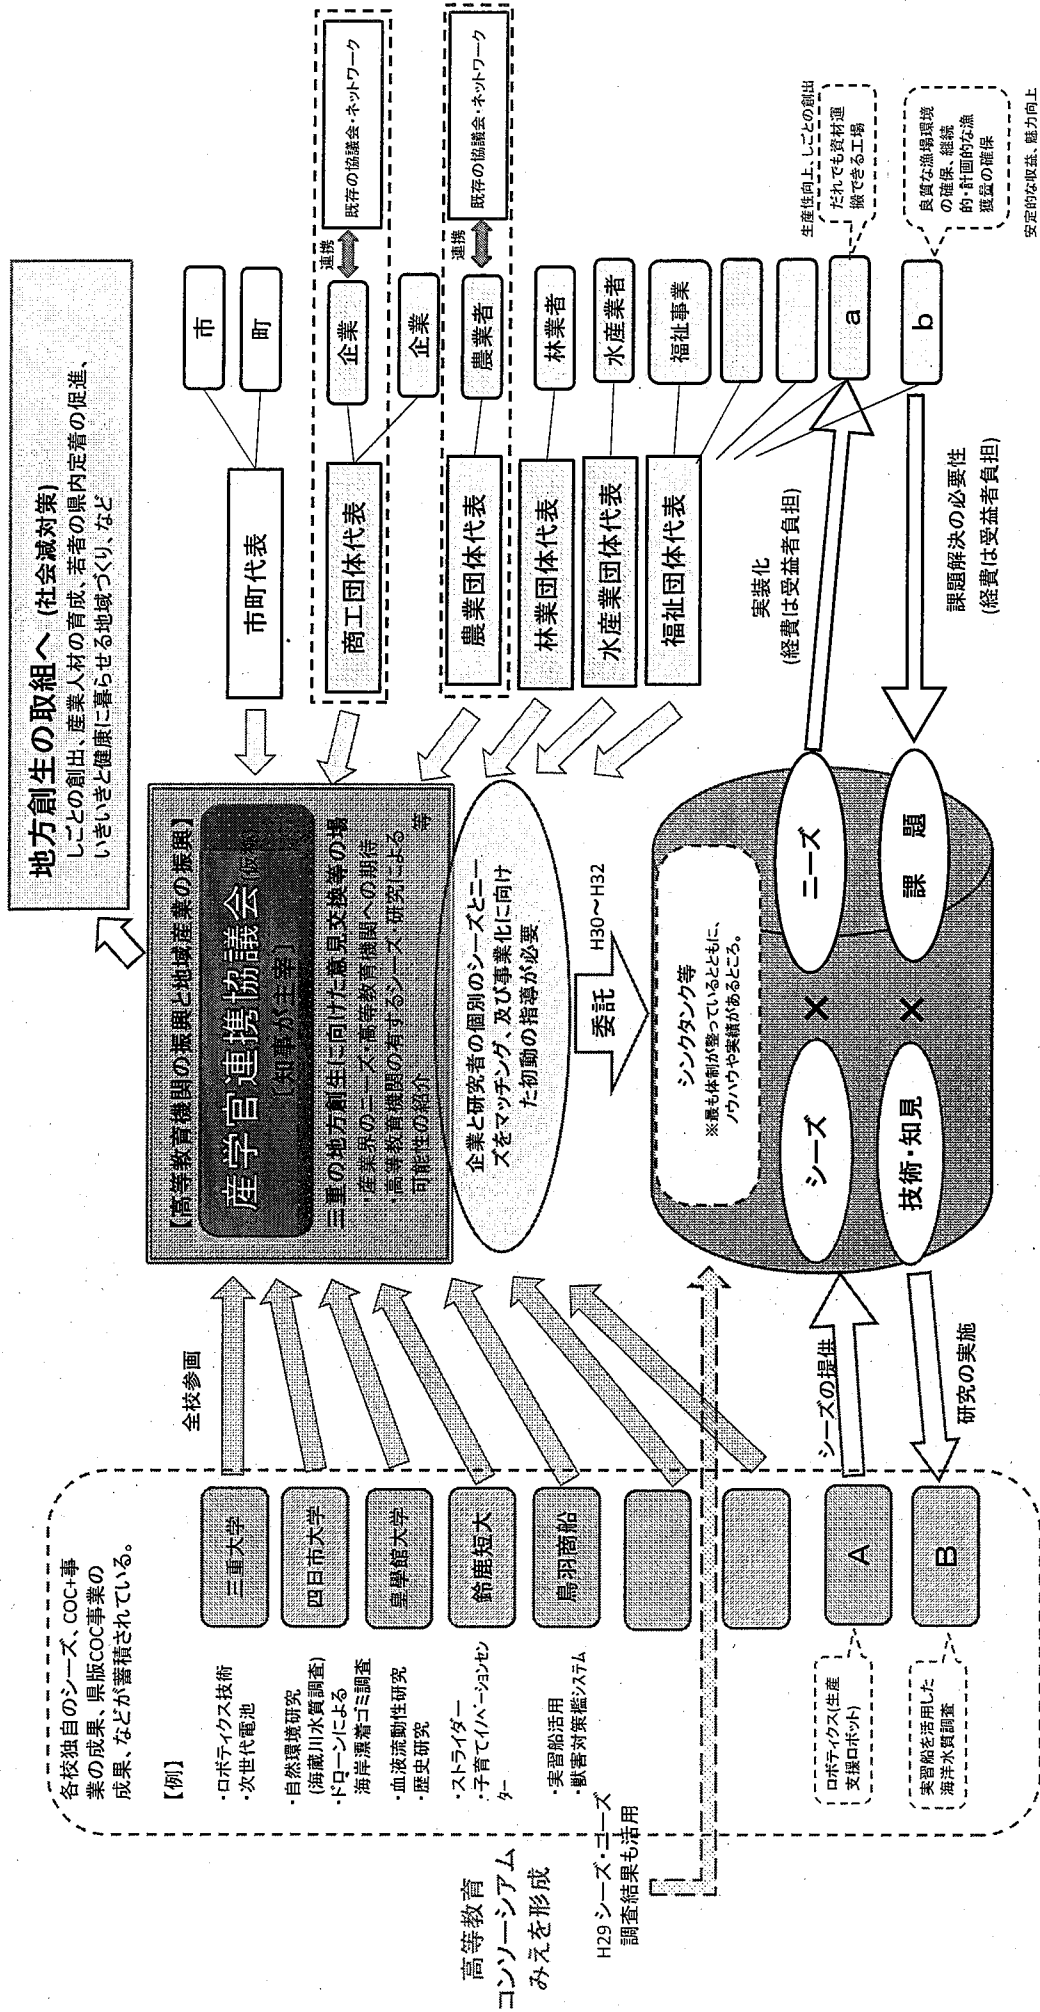 地方創生の取組へ (社会減対策)
しごとの創出、産業人材の育成、若者の県内定着の促進、
いきいきと健康に暮らせる地域づくり、など
【高等教育機関の振興と地域産業の振興】
産学官連携協議会(仮称)
〔知事が主宰〕
三重の地方創生に向けた意見交換等の場
・産業界のニーズ・高等教育機関への期待
・高等教育機関の有するシーズ・研究による
可能性の紹介
等
企業と研究者の個別のシーズとニー
ズをマッチング、及び事業化に向け
た初動の指導が必要
委託
H30~H32
シンクタンク等
※最も体制が整っているとともに、
ノウハウや実績があるところ。
シーズ
×
ニーズ
技術・知見
×
課題
各校独自のシーズ、COC+事
業の成果、県版COC事業の
成果、などが蓄積されている。
【例】
全校参画
・ロボティクス技術
・次世代電池
三重大学
・自然環境研究
(海蔵川水質調査)
・ドローンによる
海岸漂着ゴミ調査
四日市大学
・血液流動性研究
・歴史研究
皇學館大学
・ストライダー
・子育てイノベーションセン
ター
鈴鹿短大
・実習船活用
・獣害対策檻システム
鳥羽商船
ロボティクス(生産
支援ロボット)
A
実習船を活用した
海洋水質調査
B
シーズの提供
研究の実施
高等教育
コンソーシアム
みえを形成
H29 シーズ・ニーズ
調査結果も活用
市町代表
市
町
商工団体代表
企業
連携
既存の協議会・ネットワーク
企業
農業団体代表
農業者
連携
既存の協議会・ネットワーク
林業団体代表
林業者
水産業団体代表
水産業者
福祉団体代表
福祉事業
実装化
(経費は受益者負担)
a
生産性向上、しごとの創出
だれでも資材運
搬できる工場
b
良質な漁場環境
の確保、継続
的・計画的な漁
獲量の確保
安定的な収益、魅力向上
課題解決の必要性
(経費は受益者負担)